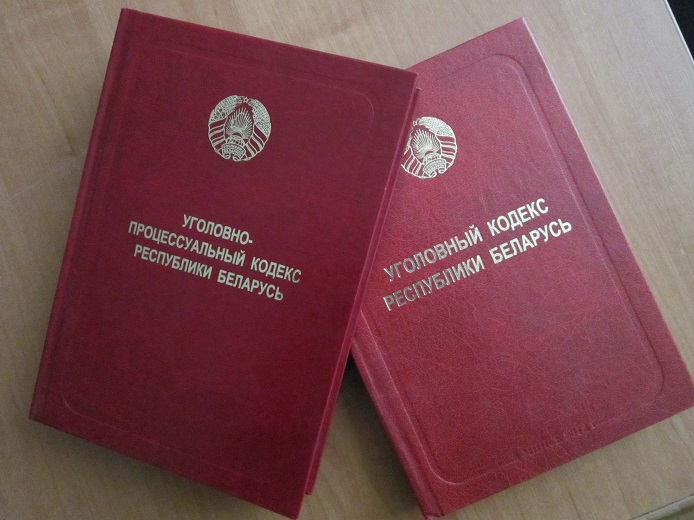 УГОЛОВНО-
ПРОЦЕССУАЛЬНЫЙ КОДЕКС
РЕСПУБЛИКИ БЕЛАРУСЬ
УГОЛОВНЫЙ КОДЕКС
РЕСПУБЛИКИ БЕЛАРУСЬ